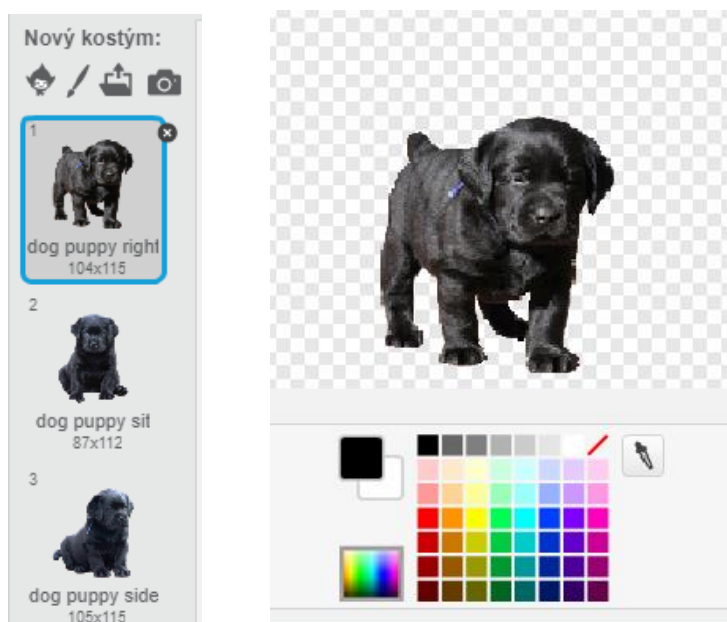 Nový kostým:
1
dog puppy right
104x115
2
dog puppy sit
87x112
3
dog puppy side
105x115